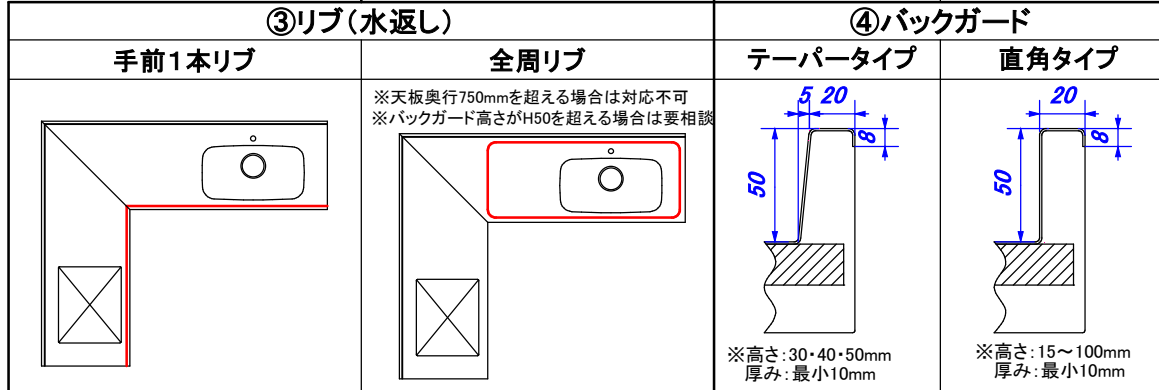 ③リブ(水返し)
④バックガード
手前1本リブ
全周リブ
テーパータイプ
直角タイプ
※天板奥行750mmを超える場合は対応不可
※バックガード高さがH50を超える場合は要相談
5 20
8
50
20
8
50
※高さ:30・40・50mm
厚み:最小10mm
※高さ:15～100mm
厚み:最小10mm